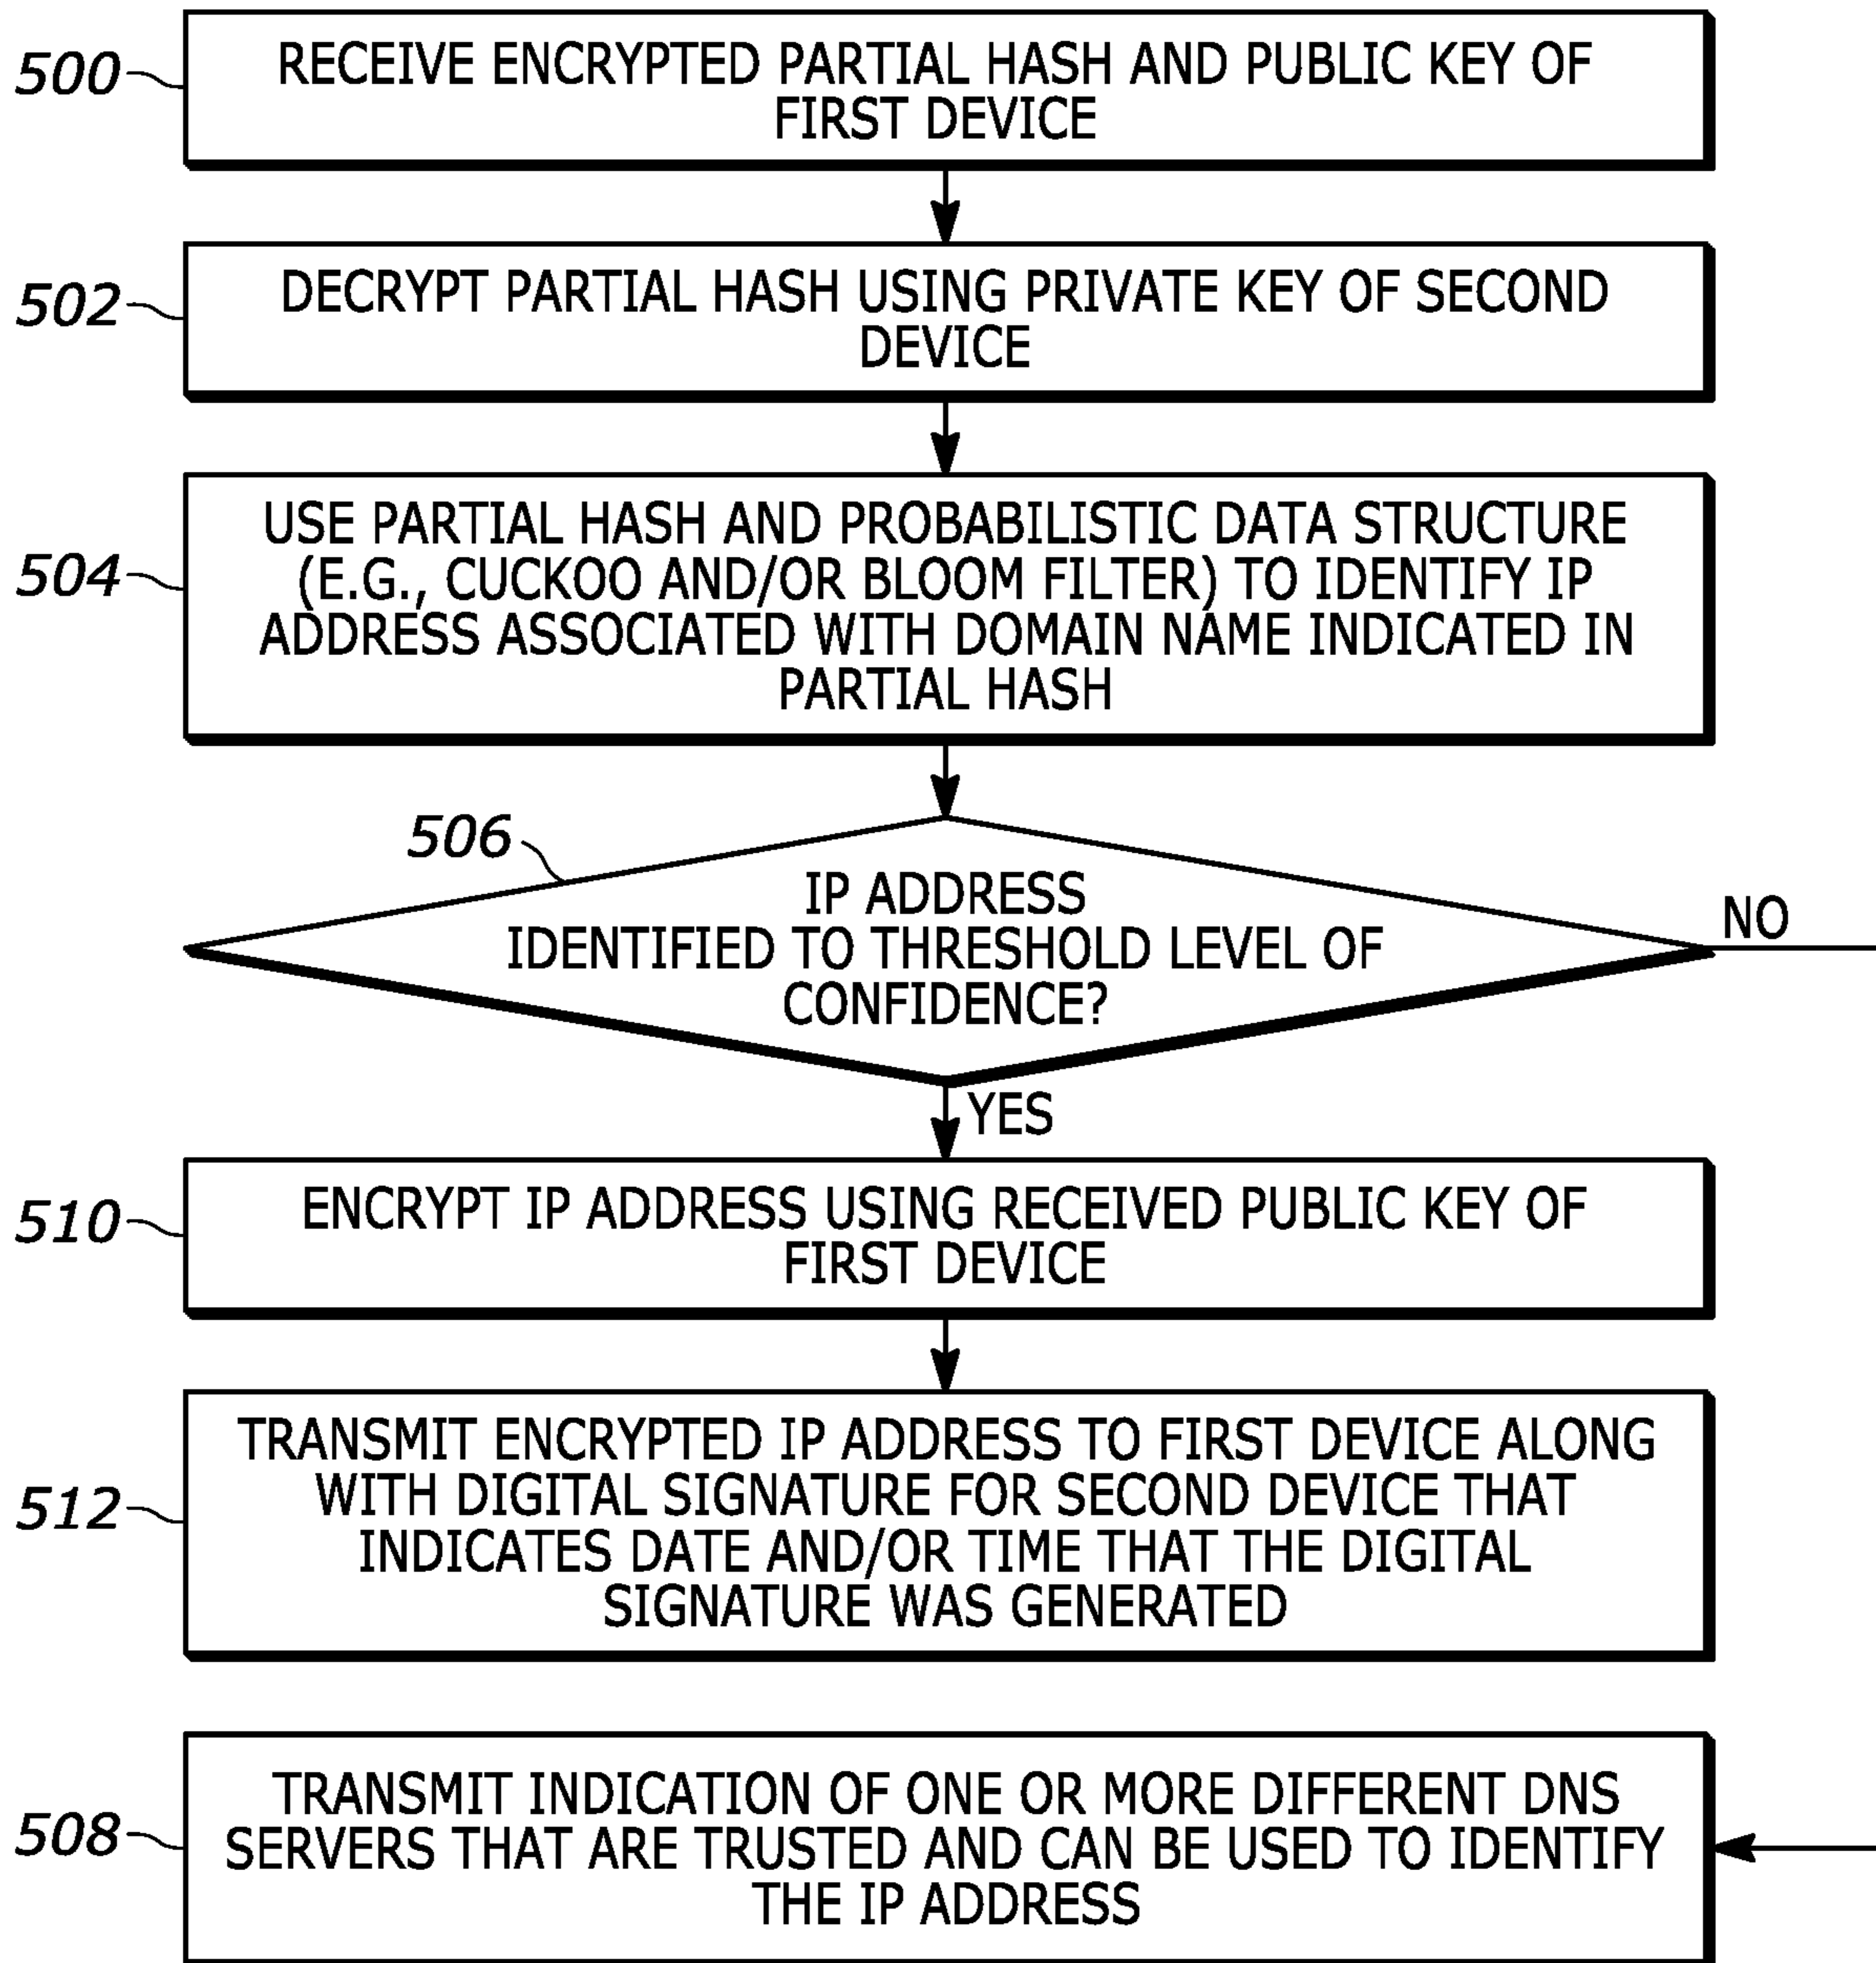 500
RECEIVE ENCRYPTED PARTIAL HASH AND PUBLIC KEY OF
FIRST DEVICE
502
DECRYPT PARTIAL HASH USING PRIVATE KEY OF SECOND
DEVICE
504
USE PARTIAL HASH AND PROBABILISTIC DATA STRUCTURE
(E.G., CUCKOO AND/OR BLOOM FILTER) TO IDENTIFY IP
ADDRESS ASSOCIATED WITH DOMAIN NAME INDICATED IN
PARTIAL HASH
506
IP ADDRESS
IDENTIFIED TO THRESHOLD LEVEL OF
CONFIDENCE?
NO
YES
510
ENCRYPT IP ADDRESS USING RECEIVED PUBLIC KEY OF
FIRST DEVICE
512
TRANSMIT ENCRYPTED IP ADDRESS TO FIRST DEVICE ALONG
WITH DIGITAL SIGNATURE FOR SECOND DEVICE THAT
INDICATES DATE AND/OR TIME THAT THE DIGITAL
SIGNATURE WAS GENERATED
508
TRANSMIT INDICATION OF ONE OR MORE DIFFERENT DNS
SERVERS THAT ARE TRUSTED AND CAN BE USED TO IDENTIFY
THE IP ADDRESS